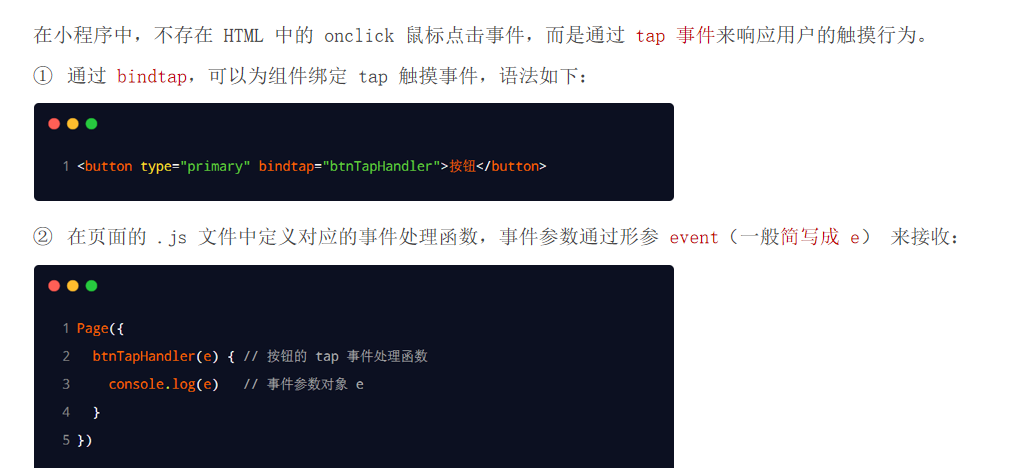 在小程序中，不存在 HTML 中的 onclick 鼠标点击事件，而是通过 tap 事件来响应用户的触摸行为。
① 通过 bindtap，可以为组件绑定 tap 触摸事件，语法如下：
1 <button type="primary" bindtap="btnTapHandler">按钮</button>
② 在页面的 .js 文件中定义对应的事件处理函数，事件参数通过形参 event（一般简写成 e） 来接收：
1 Page({
2   btnTapHandler(e) { // 按钮的 tap 事件处理函数
3     console.log(e)   // 事件参数对象 e
4   }
5 })